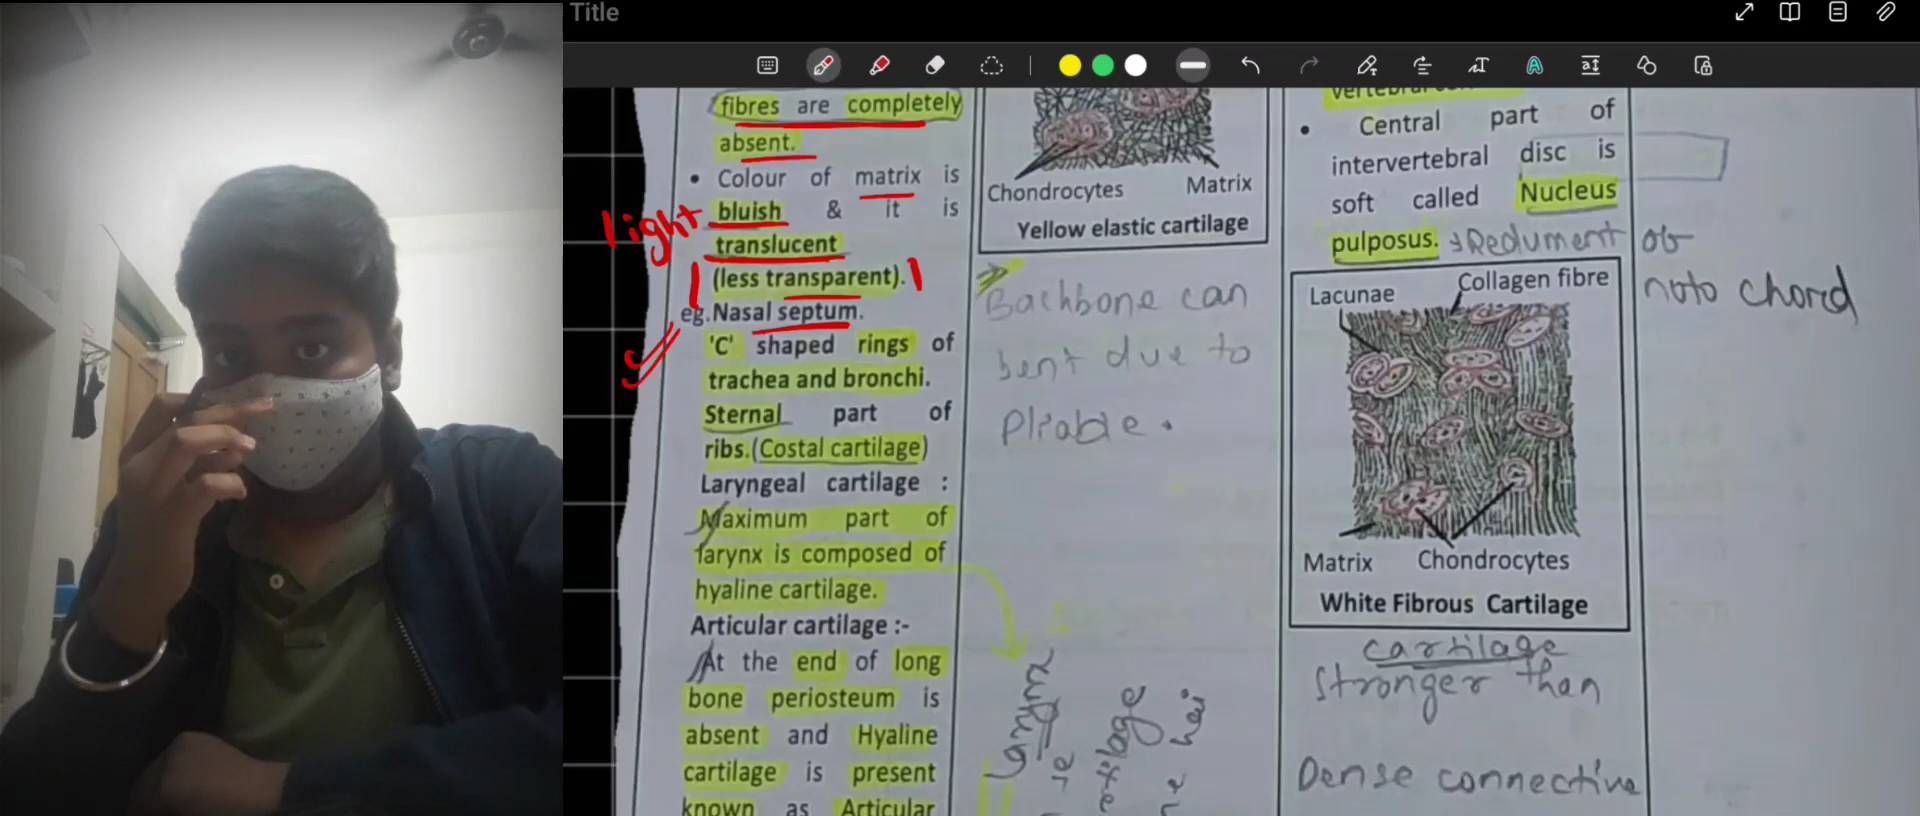 Title
fibres are completely
absent.
• Colour of matrix is
light
bluish & it is
translucent
(less transparent).
eg. Nasal septum.
'C' shaped rings of
trachea and bronchi.
Sternal part of
ribs.(Costal cartilage)
Laryngeal cartilage :
Maximum part of
larynx is composed of
hyaline cartilage.
Articular cartilage :-
At the end of long
bone periosteum is
absent and Hyaline
cartilage is present
known as Articular
Chondrocytes Matrix
Yellow elastic cartilage
Backbone can
bent due to
Pliable.
larynx
• Central part of
intervertebral disc is
soft called Nucleus
pulposus. Redument of
noto chord
Lacunae Collagen fibre
Matrix Chondrocytes
White Fibrous Cartilage
cartilage
Stronger than
Dense connective